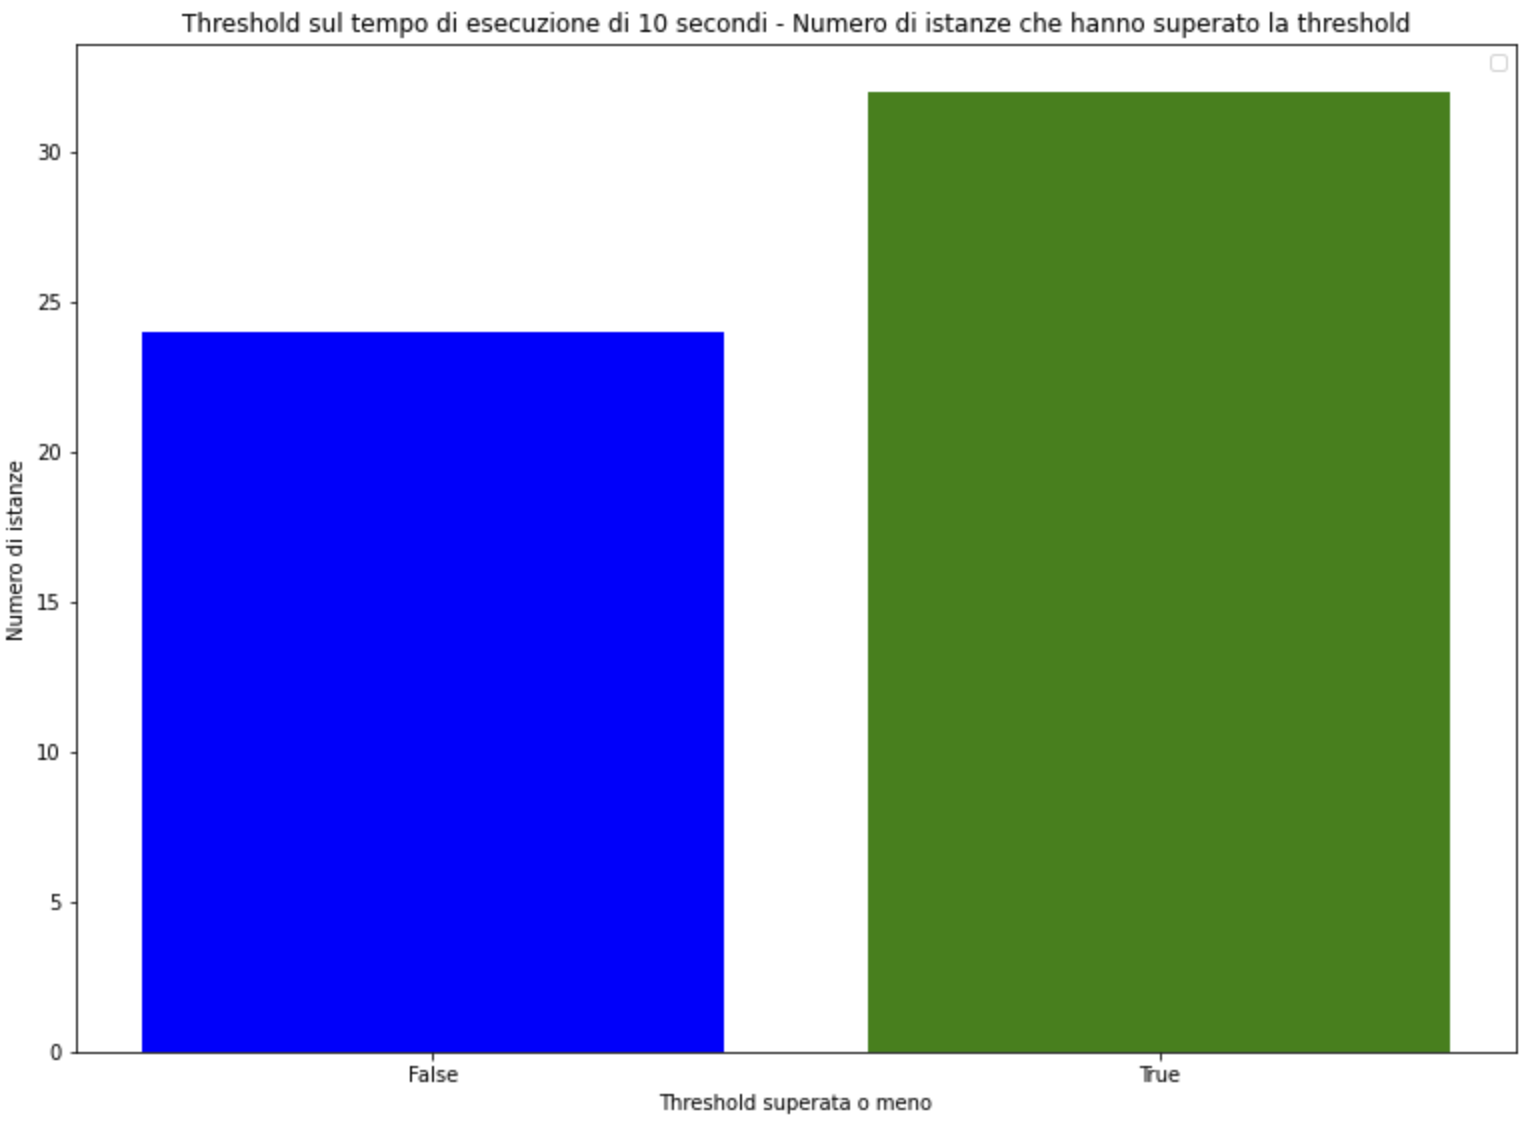 Threshold sul tempo di esecuzione di 10 secondi - Numero di istanze che hanno superato la threshold
Numero di istanze
30
25
20
15
10
5
0
False
True
Threshold superata o meno